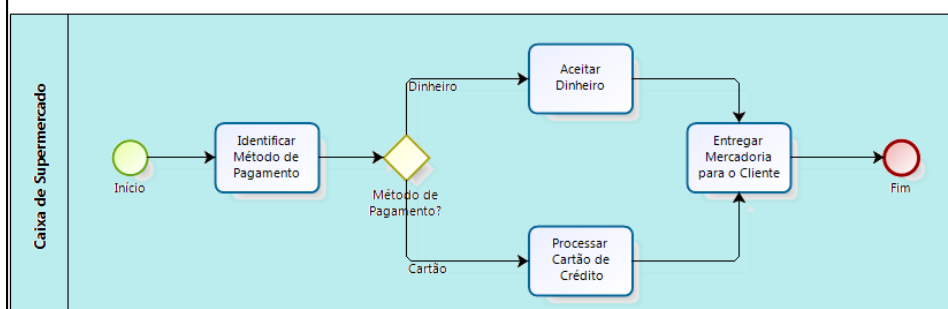 Caixa de Supermercado
Início
Identificar
Método de
Pagamento
Método de
Pagamento?
Dinheiro
Aceitar
Dinheiro
Cartão
Processar
Cartão de
Crédito
Entregar
Mercadoria
para o Cliente
Fim